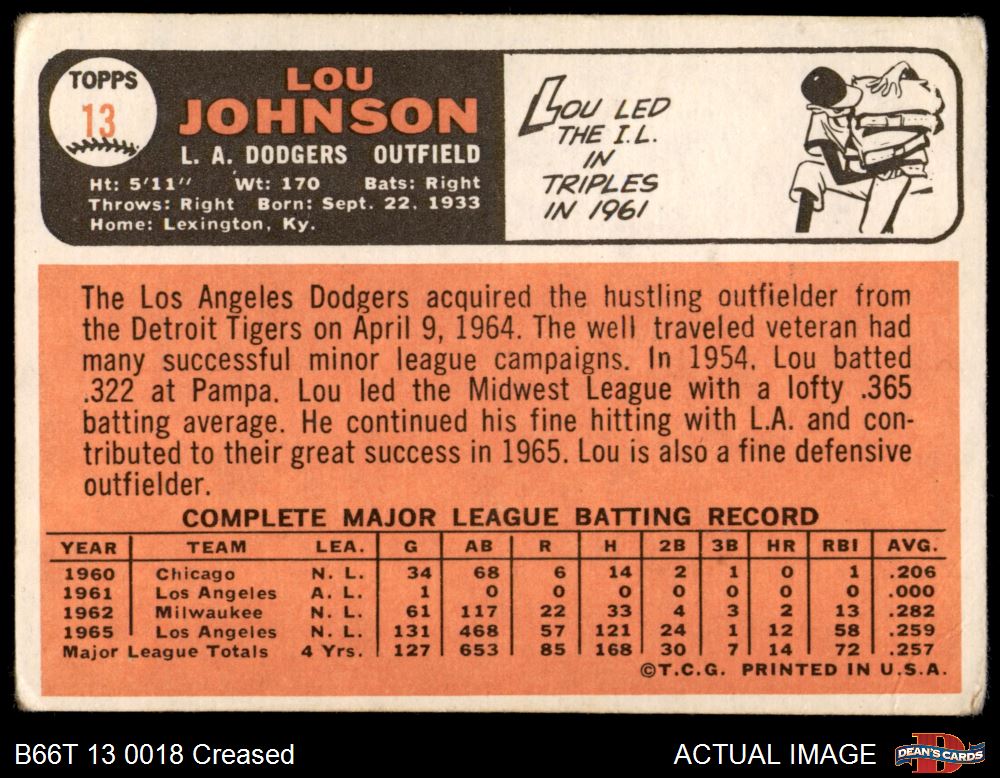 TOPPS
13
LOU
JOHNSON
L. A. DODGERS OUTFIELD
Ht: 5'11" Wt: 170 Bats: Right
Throws: Right Born: Sept. 22, 1933
Home: Lexington, Ky.
LOU LED
THE I.L.
IN
TRIPLES
IN 1961
The Los Angeles Dodgers acquired the hustling outfielder from
the Detroit Tigers on April 9, 1964. The well traveled veteran had
many successful minor league campaigns. In 1954, Lou batted
.322 at Pampa. Lou led the Midwest League with a lofty .365
batting average. He continued his fine hitting with L.A. and con-
tributed to their great success in 1965. Lou is also a fine defensive
outfielder.
COMPLETE MAJOR LEAGUE BATTING RECORD
YEAR TEAM LEA. G AB R H 2B 3B HR RBI AVG.
1960 Chicago N. L. 34 68 6 14 2 1 0 1 .206
1961 Los Angeles A. L. 1 0 0 0 0 0 0 0 .000
1962 Milwaukee N. L. 61 117 22 33 4 3 2 13 .282
1965 Los Angeles N. L. 131 468 57 121 24 1 12 58 .259
Major League Totals 4 Yrs. 127 653 85 168 30 7 14 72 .257
©T.C.G. PRINTED IN U.S.A.
B66T 13 0018 Creased
ACTUAL IMAGE
DEAN'S CARDS